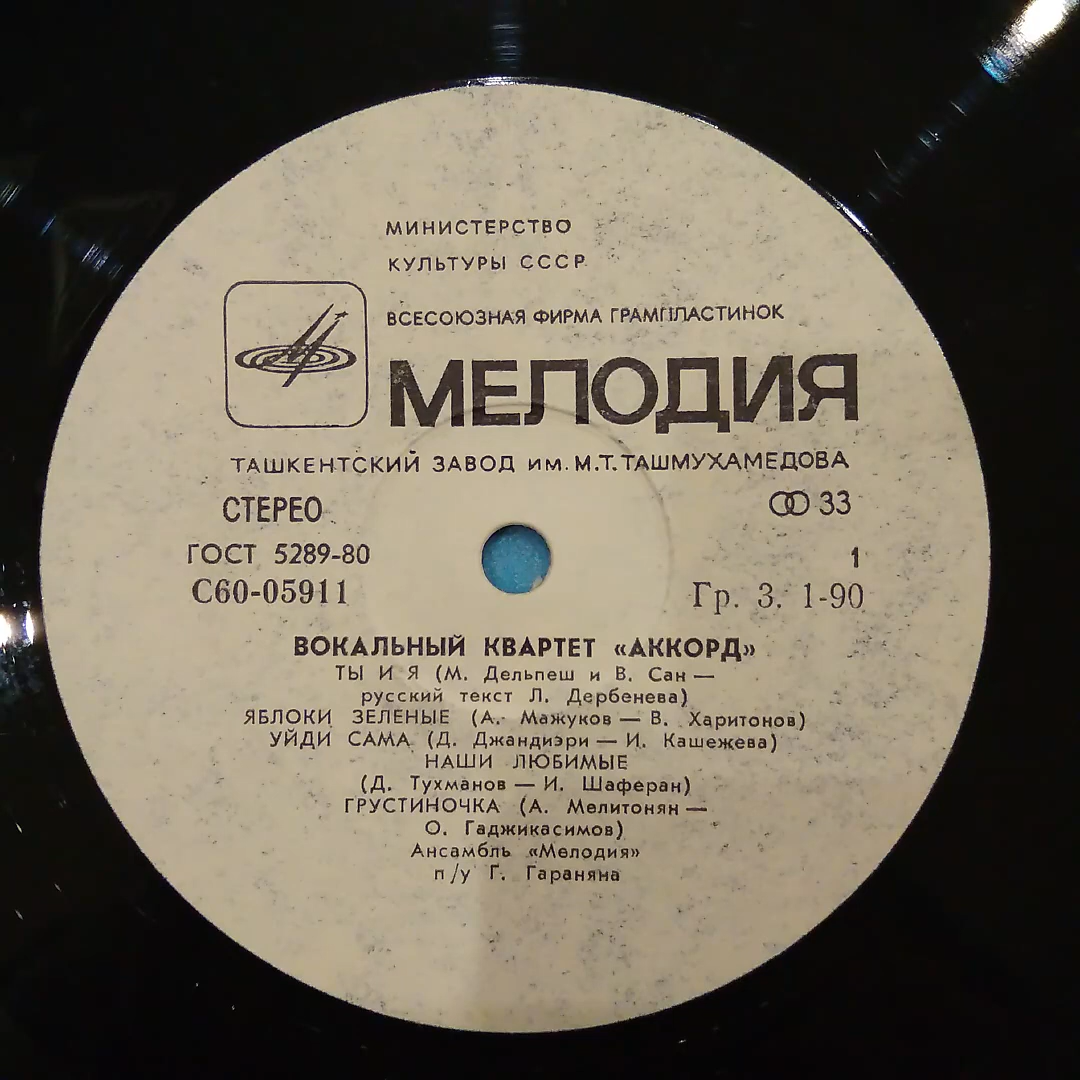 МИНИСТЕРСТВО
КУЛЬТУРЫ СССР
ВСЕСОЮЗНАЯ ФИРМА ГРАМПЛАСТИНОК
МЕЛОДИЯ
ТАШКЕНТСКИЙ ЗАВОД им. М.Т. ТАШМУХАМЕДОВА
СТЕРЕО 33
ГОСТ 5289-80 1
С60-05911 Гр. 3. 1-90
ВОКАЛЬНЫЙ КВАРТЕТ «АККОРД»
ТЫ И Я (М. Дельпеш и В. Сан —
русский текст Л. Дербенева)
ЯБЛОКИ ЗЕЛЕНЫЕ (А. Мажуков — В. Харитонов)
УЙДИ САМА (Д. Джандиэри — И. Кашежева)
НАШИ ЛЮБИМЫЕ
(Д. Тухманов — И. Шаферан)
ГРУСТИНОЧКА (А. Мелитонян —
О. Гаджикасимов)
Ансамбль «Мелодия»
п/у Г. Гараняна